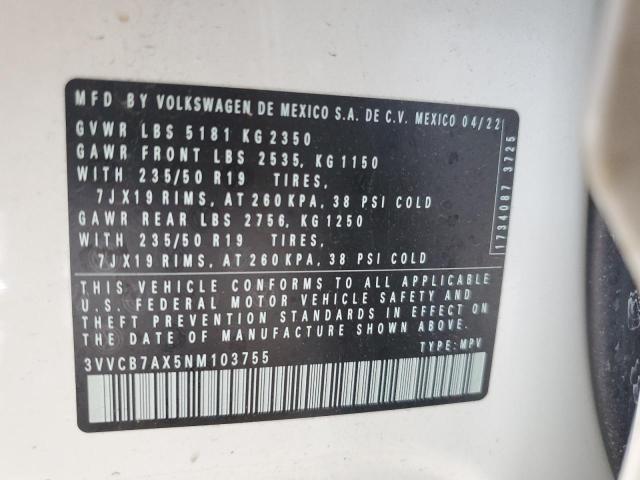 MFD BY VOLKSWAGEN DE MEXICO S.A. DE C.V. MEXICO 04/22
GVWR LBS 5181 KG 2350
GAWR FRONT LBS 2535, KG 1150
WITH 235/50 R19 TIRES,
7JX19 RIMS, AT 260 KPA, 38 PSI COLD
GAWR REAR LBS 2756, KG 1250
WITH 235/50 R19 TIRES,
7JX19 RIMS, AT 260 KPA, 38 PSI COLD
THIS VEHICLE CONFORMS TO ALL APPLICABLE
U.S. FEDERAL MOTOR VEHICLE SAFETY AND
THEFT PREVENTION STANDARDS IN EFFECT ON
THE DATE OF MANUFACTURE SHOWN ABOVE.
3VVCB7AX5NM103755 TYPE: MPV
1734087 3725